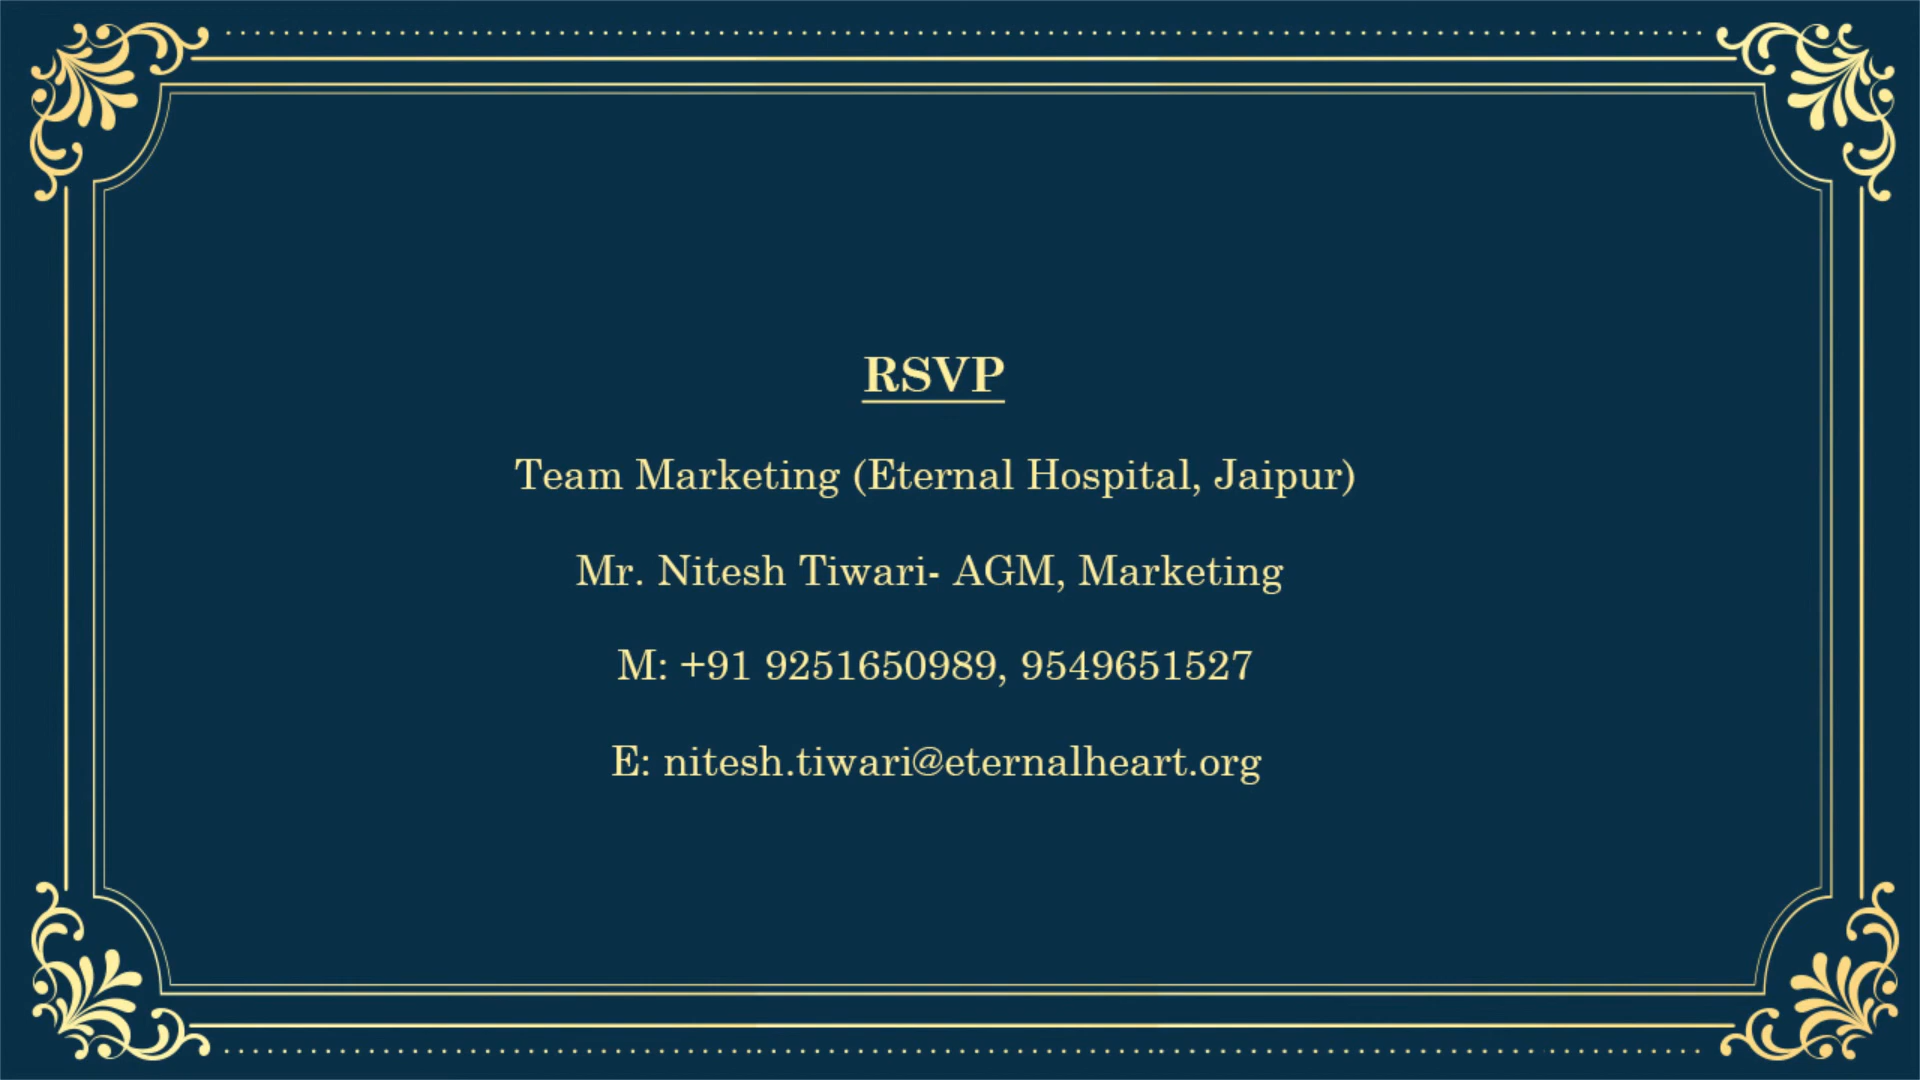 RSVP
Team Marketing (Eternal Hospital, Jaipur)
Mr. Nitesh Tiwari- AGM, Marketing
M: +91 9251650989, 9549651527
E: nitesh.tiwari@eternalheart.org